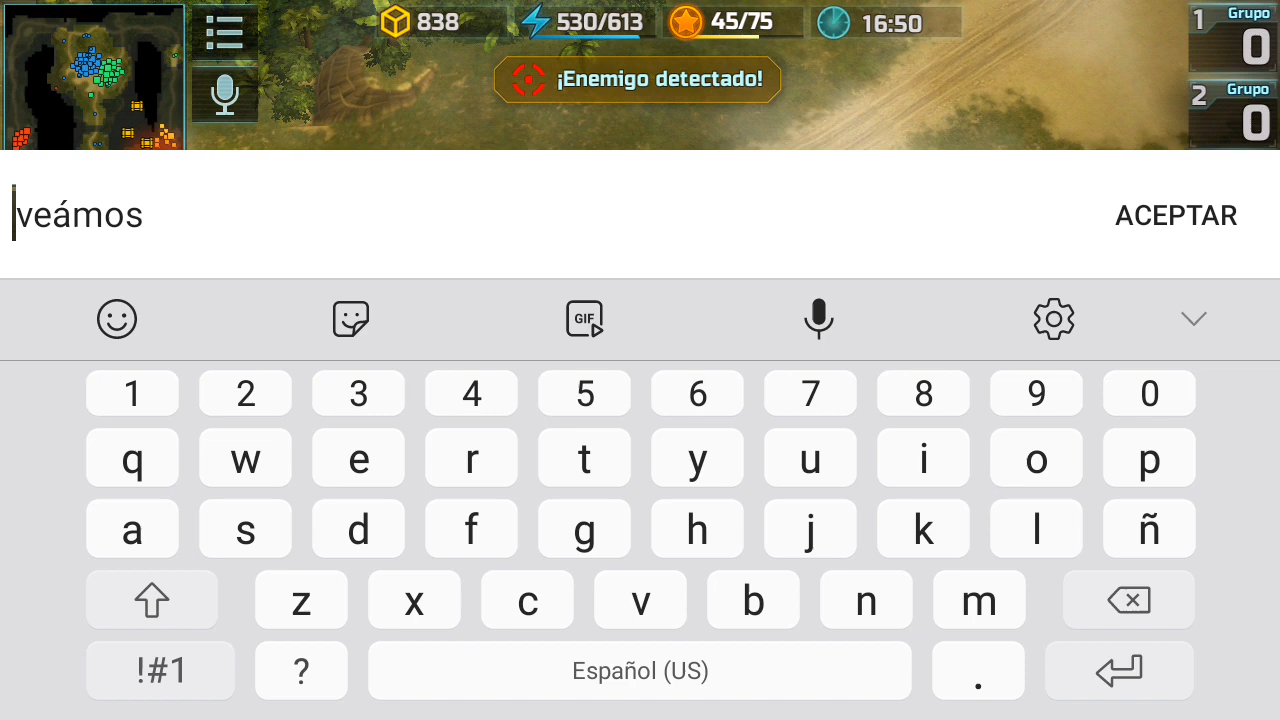 838 530/613 45/75 16:50
¡Enemigo detectado!
1 Grupo
0
2 Grupo
0
veámos ACEPTAR
GIF
1 2 3 4 5 6 7 8 9 0
q w e r t y u i o p
a s d f g h j k l ñ
z x c v b n m
!#1 ? Español (US) .